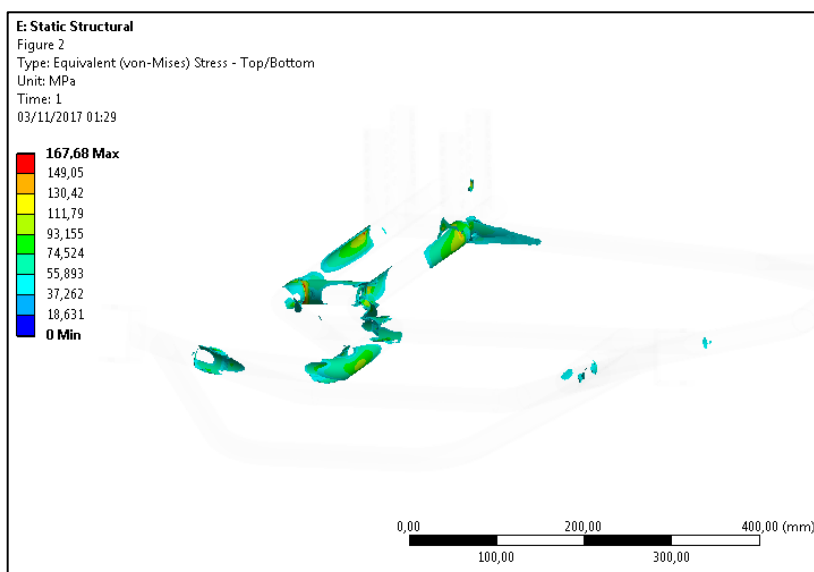 E: Static Structural
Figure 2
Type: Equivalent (von-Mises) Stress - Top/Bottom
Unit: MPa
Time: 1
03/11/2017 01:29
167,68 Max
149,05
130,42
111,79
93,155
74,524
55,893
37,262
18,631
0 Min
0,00 200,00 400,00 (mm)
100,00 300,00